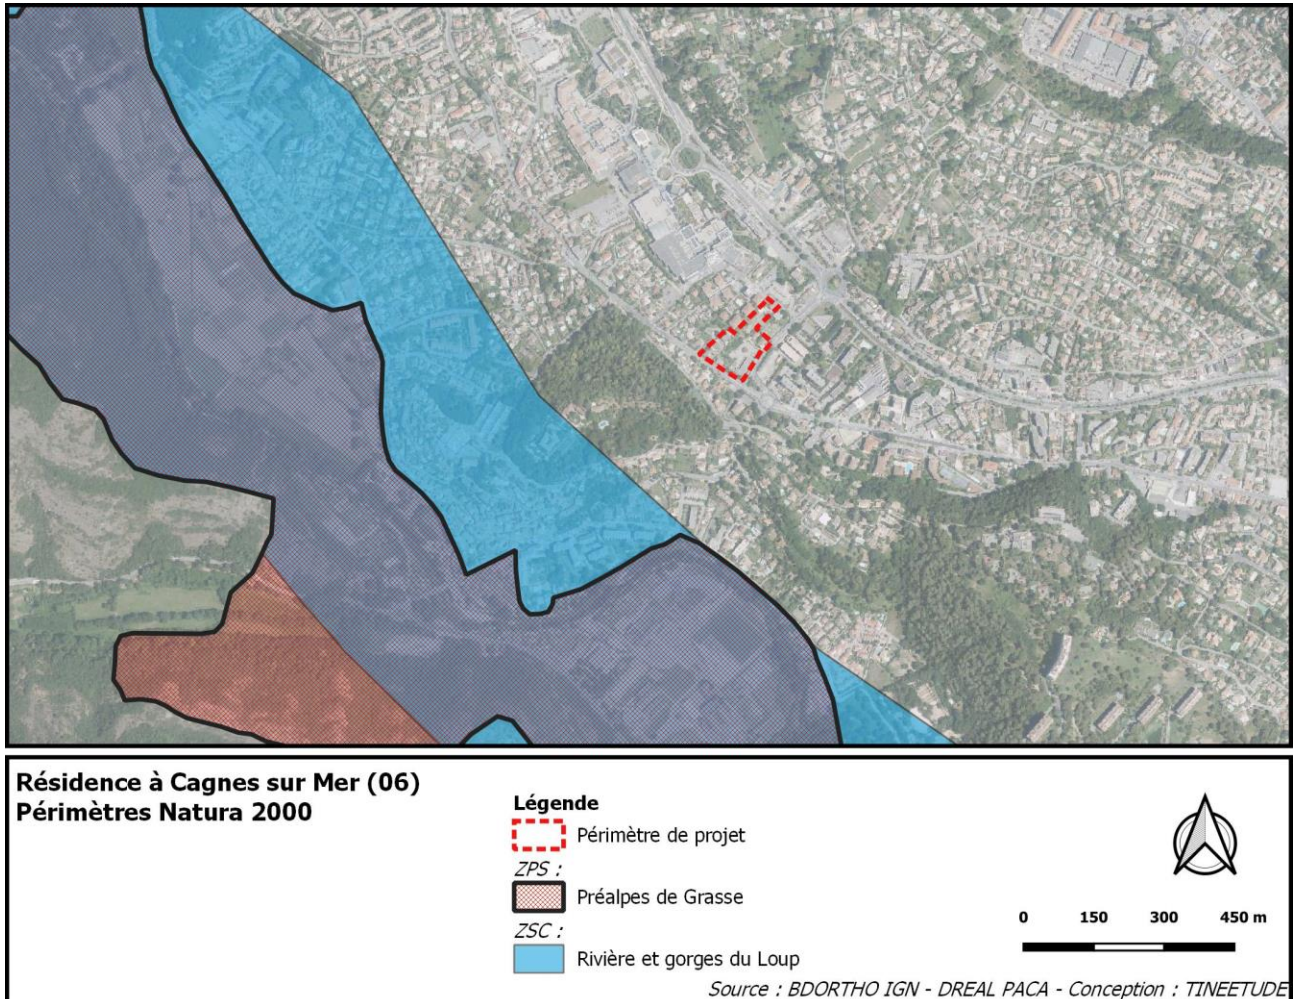 Résidence à Cagnes sur Mer (06)
Périmètres Natura 2000
Légende
Périmètre de projet
ZPS :
Préalpes de Grasse
ZSC :
Rivière et gorges du Loup
0 150 300 450 m
Source : BDORTHO IGN - DREAL PACA - Conception : TINEETUDE